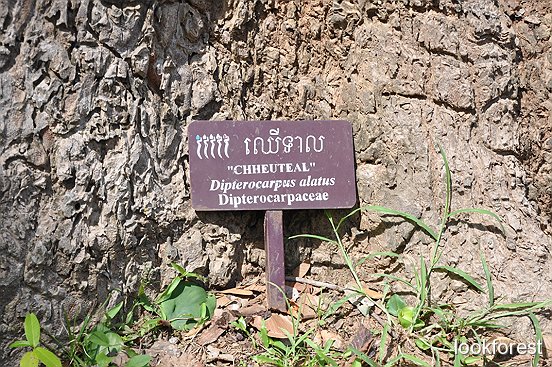 ឈើទាល
"CHHEUTEAL"
Dipterocarpus alatus
Dipterocarpaceae
lookforest